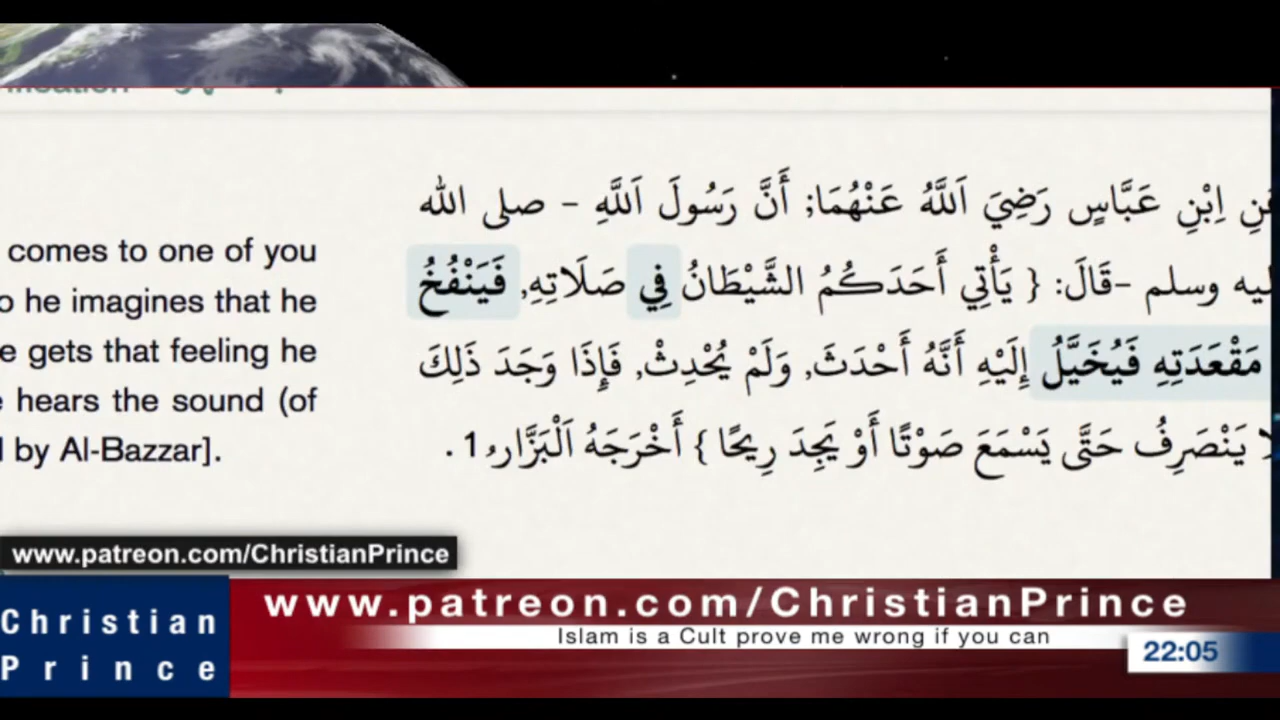 عَنِ اِبْنِ عَبَّاسٍ رَضِيَ اَللَّهُ عَنْهُمَا; أَنَّ رَسُولَ اَللَّهِ - صلى الله
ليه وسلم -قَالَ: { يَأْتِي أَحَدَكُمُ الشَّيْطَانُ فِي صَلَاتِهِ, فَيَنْفُخُ
مَقْعَدَتِهِ فَيُخَيَّلُ إِلَيْهِ أَنَّهُ أَحْدَثَ, وَلَمْ يُحْدِثْ, فَإِذَا وَجَدَ ذَلِكَ
يَنْصَرِفُ حَتَّى يَسْمَعَ صَوْتًا أَوْ يَجِدَ رِيحًا } أَخْرَجَهُ اَلْبَزَّار ُ 1 .
comes to one of you
o he imagines that he
e gets that feeling he
e hears the sound (of
l by Al-Bazzar].
www.patreon.com/ChristianPrince
Christian
Prince
www.patreon.com/ChristianPrince
Islam is a Cult prove me wrong if you can
22:05